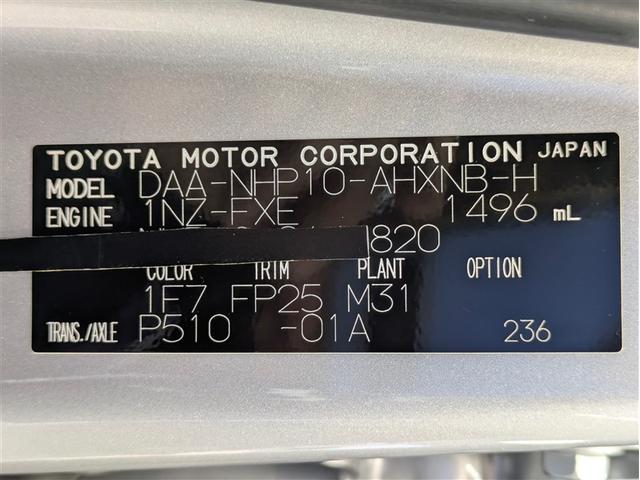 TOYOTA MOTOR CORPORATION JAPAN
MODEL DAA-NHP10-AHXNB-H
ENGINE 1NZ-FXE 1496 mL
820
COLOR TRIM PLANT OPTION
1F7 FP25 M31
TRANS./AXLE P510 -01A 236